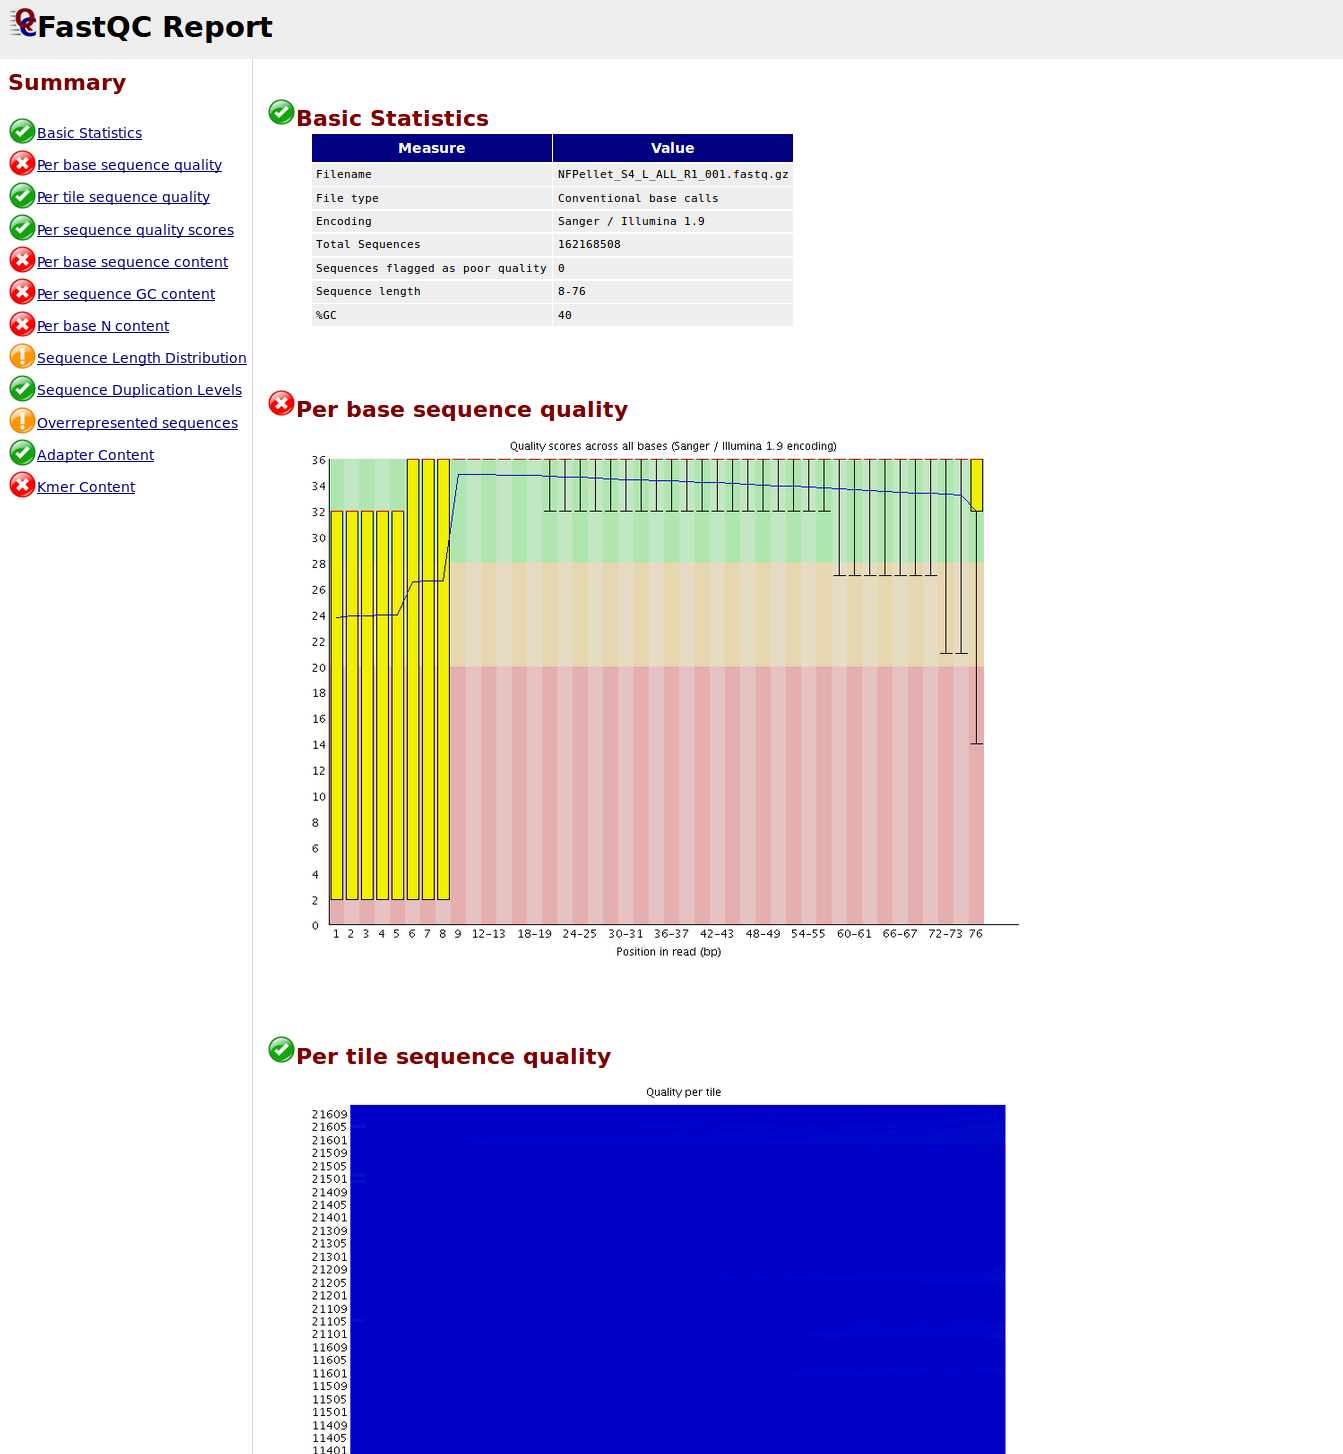 FastQC Report
Summary
Basic Statistics
Per base sequence quality
Per tile sequence quality
Per sequence quality scores
Per base sequence content
Per sequence GC content
Per base N content
Sequence Length Distribution
Sequence Duplication Levels
Overrepresented sequences
Adapter Content
Kmer Content
Basic Statistics
Measure Value
Filename NFPellet_S4_L_ALL_R1_001.fastq.gz
File type Conventional base calls
Encoding Sanger / Illumina 1.9
Total Sequences 162168508
Sequences flagged as poor quality 0
Sequence length 8-76
%GC 40
Per base sequence quality
Quality scores across all bases (Sanger / Illumina 1.9 encoding)
36
34
32
30
28
26
24
22
20
18
16
14
12
10
8
6
4
2
0
1 2 3 4 5 6 7 8 9 12-13 18-19 24-25 30-31 36-37 42-43 48-49 54-55 60-61 66-67 72-73 76
Position in read (bp)
Per tile sequence quality
Quality per tile
21609
21605
21601
21509
21505
21501
21409
21405
21401
21309
21305
21301
21209
21205
21201
21109
21105
21101
11609
11605
11601
11509
11505
11501
11409
11405
11401